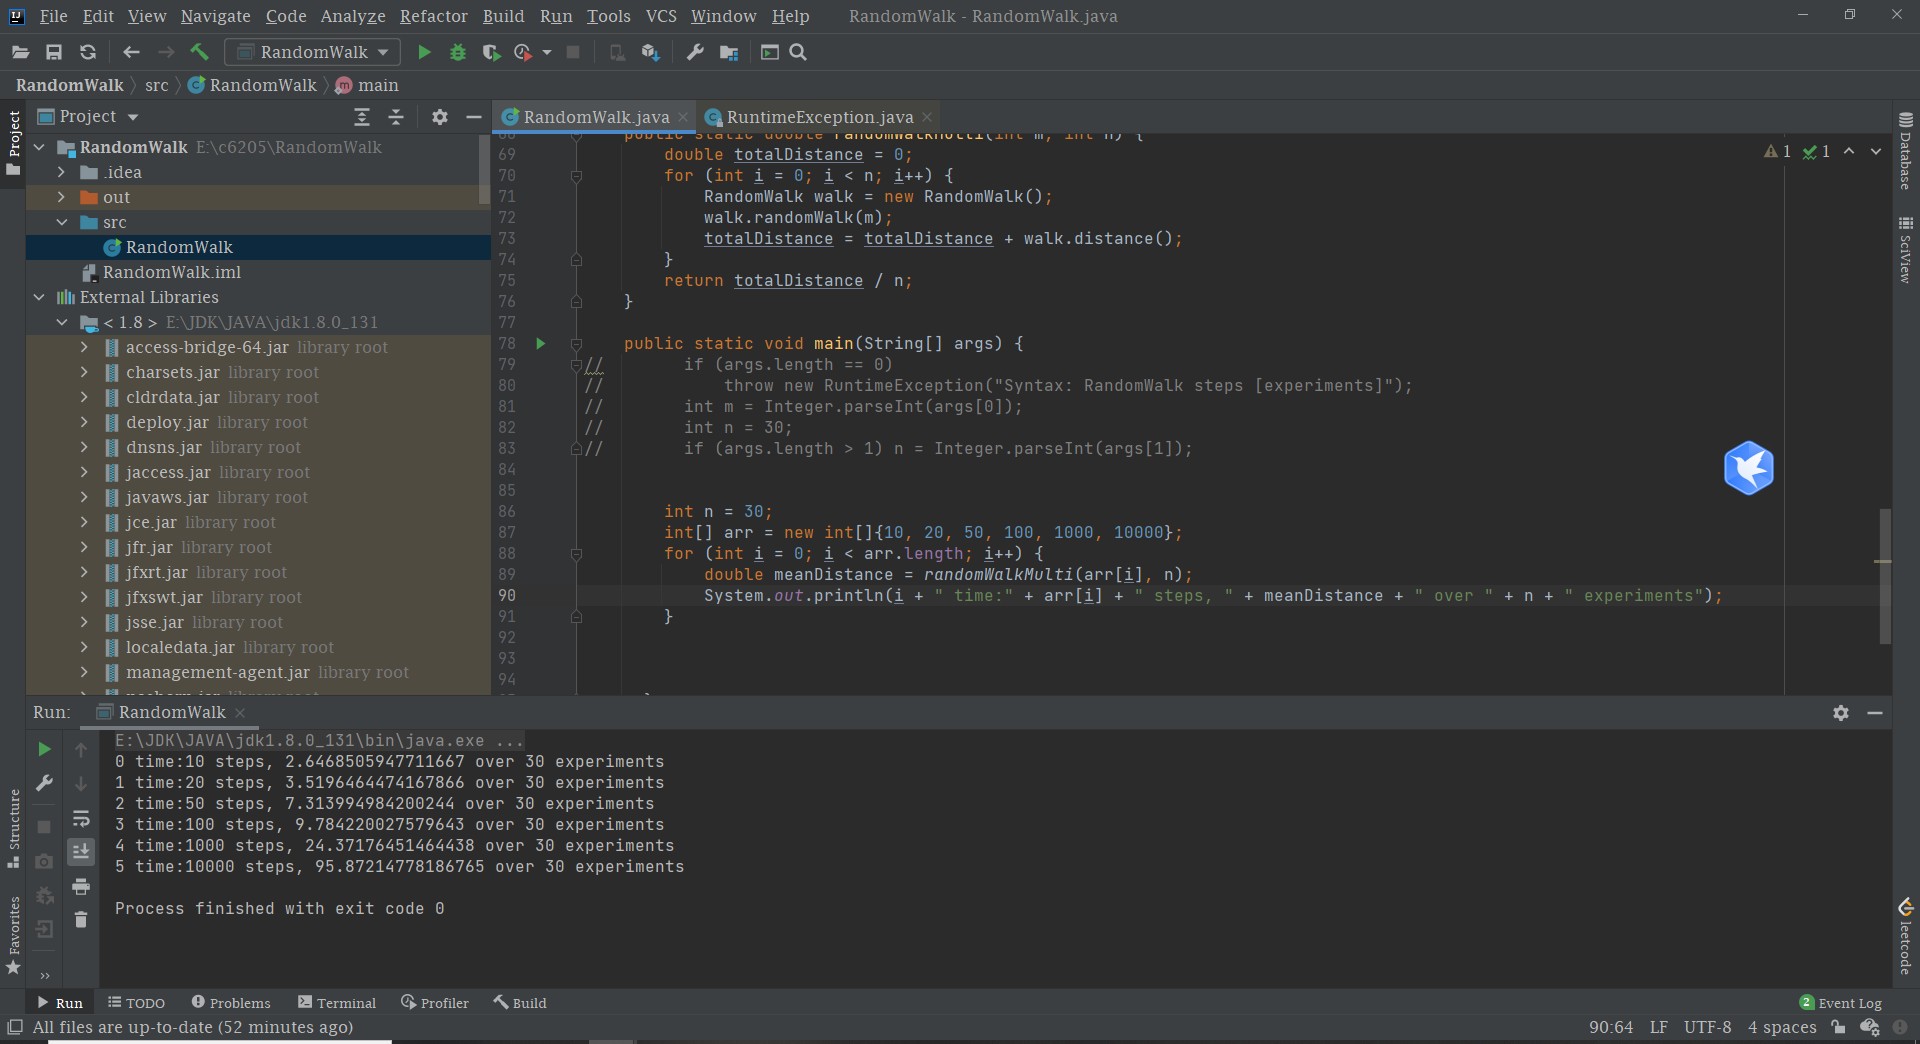 File Edit View Navigate Code Analyze Refactor Build Run Tools VCS Window Help RandomWalk - RandomWalk.java
RandomWalk
RandomWalk src RandomWalk main
Project
Project
RandomWalk E:\c6205\RandomWalk
.idea
out
src
RandomWalk
RandomWalk.iml
External Libraries
< 1.8 > E:\JDK\JAVA\jdk1.8.0_131
access-bridge-64.jar library root
charsets.jar library root
cldrdata.jar library root
deploy.jar library root
dnsns.jar library root
jaccess.jar library root
javaws.jar library root
jce.jar library root
jfr.jar library root
jfxrt.jar library root
jfxswt.jar library root
jsse.jar library root
localedata.jar library root
management-agent.jar library root
RandomWalk.java RuntimeException.java
1 1
public static double randomWalkMulti(int m, int n) {
69 double totalDistance = 0;
70 for (int i = 0; i < n; i++) {
71 RandomWalk walk = new RandomWalk();
72 walk.randomWalk(m);
73 totalDistance = totalDistance + walk.distance();
74 }
75 return totalDistance / n;
76 }
77
78 public static void main(String[] args) {
79 // if (args.length == 0)
80 // throw new RuntimeException("Syntax: RandomWalk steps [experiments]");
81 // int m = Integer.parseInt(args[0]);
82 // int n = 30;
83 // if (args.length > 1) n = Integer.parseInt(args[1]);
84
85
86 int n = 30;
87 int[] arr = new int[]{10, 20, 50, 100, 1000, 10000};
88 for (int i = 0; i < arr.length; i++) {
89 double meanDistance = randomWalkMulti(arr[i], n);
90 System.out.println(i + " time:" + arr[i] + " steps, " + meanDistance + " over " + n + " experiments");
91 }
92
93
94
Database
SciView
leetcode
Run: RandomWalk
E:\JDK\JAVA\jdk1.8.0_131\bin\java.exe ...
0 time:10 steps, 2.6468505947711667 over 30 experiments
1 time:20 steps, 3.5196464474167866 over 30 experiments
2 time:50 steps, 7.313994984200244 over 30 experiments
3 time:100 steps, 9.784220027579643 over 30 experiments
4 time:1000 steps, 24.37176451464438 over 30 experiments
5 time:10000 steps, 95.87214778186765 over 30 experiments
Process finished with exit code 0
Structure
Favorites
Run TODO Problems Terminal Profiler Build 2 Event Log
All files are up-to-date (52 minutes ago) 90:64 LF UTF-8 4 spaces